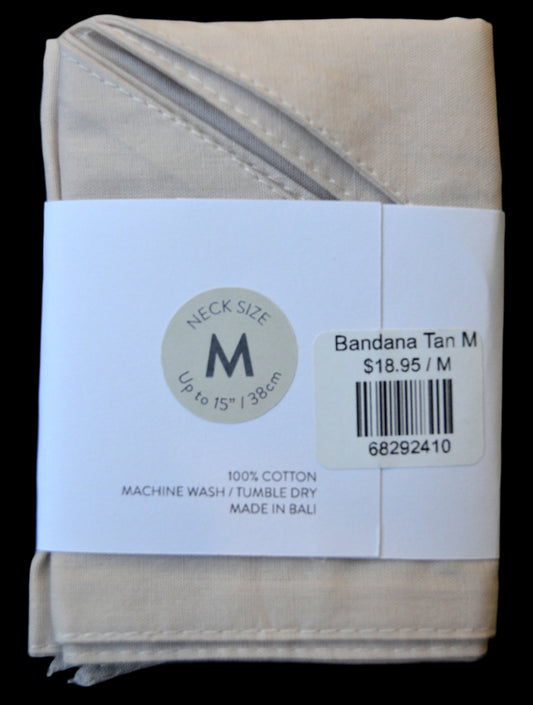 NECK SIZE
M
Up to 15" / 38cm
Bandana Tan M
$18.95 / M
68292410
100% COTTON
MACHINE WASH / TUMBLE DRY
MADE IN BALI